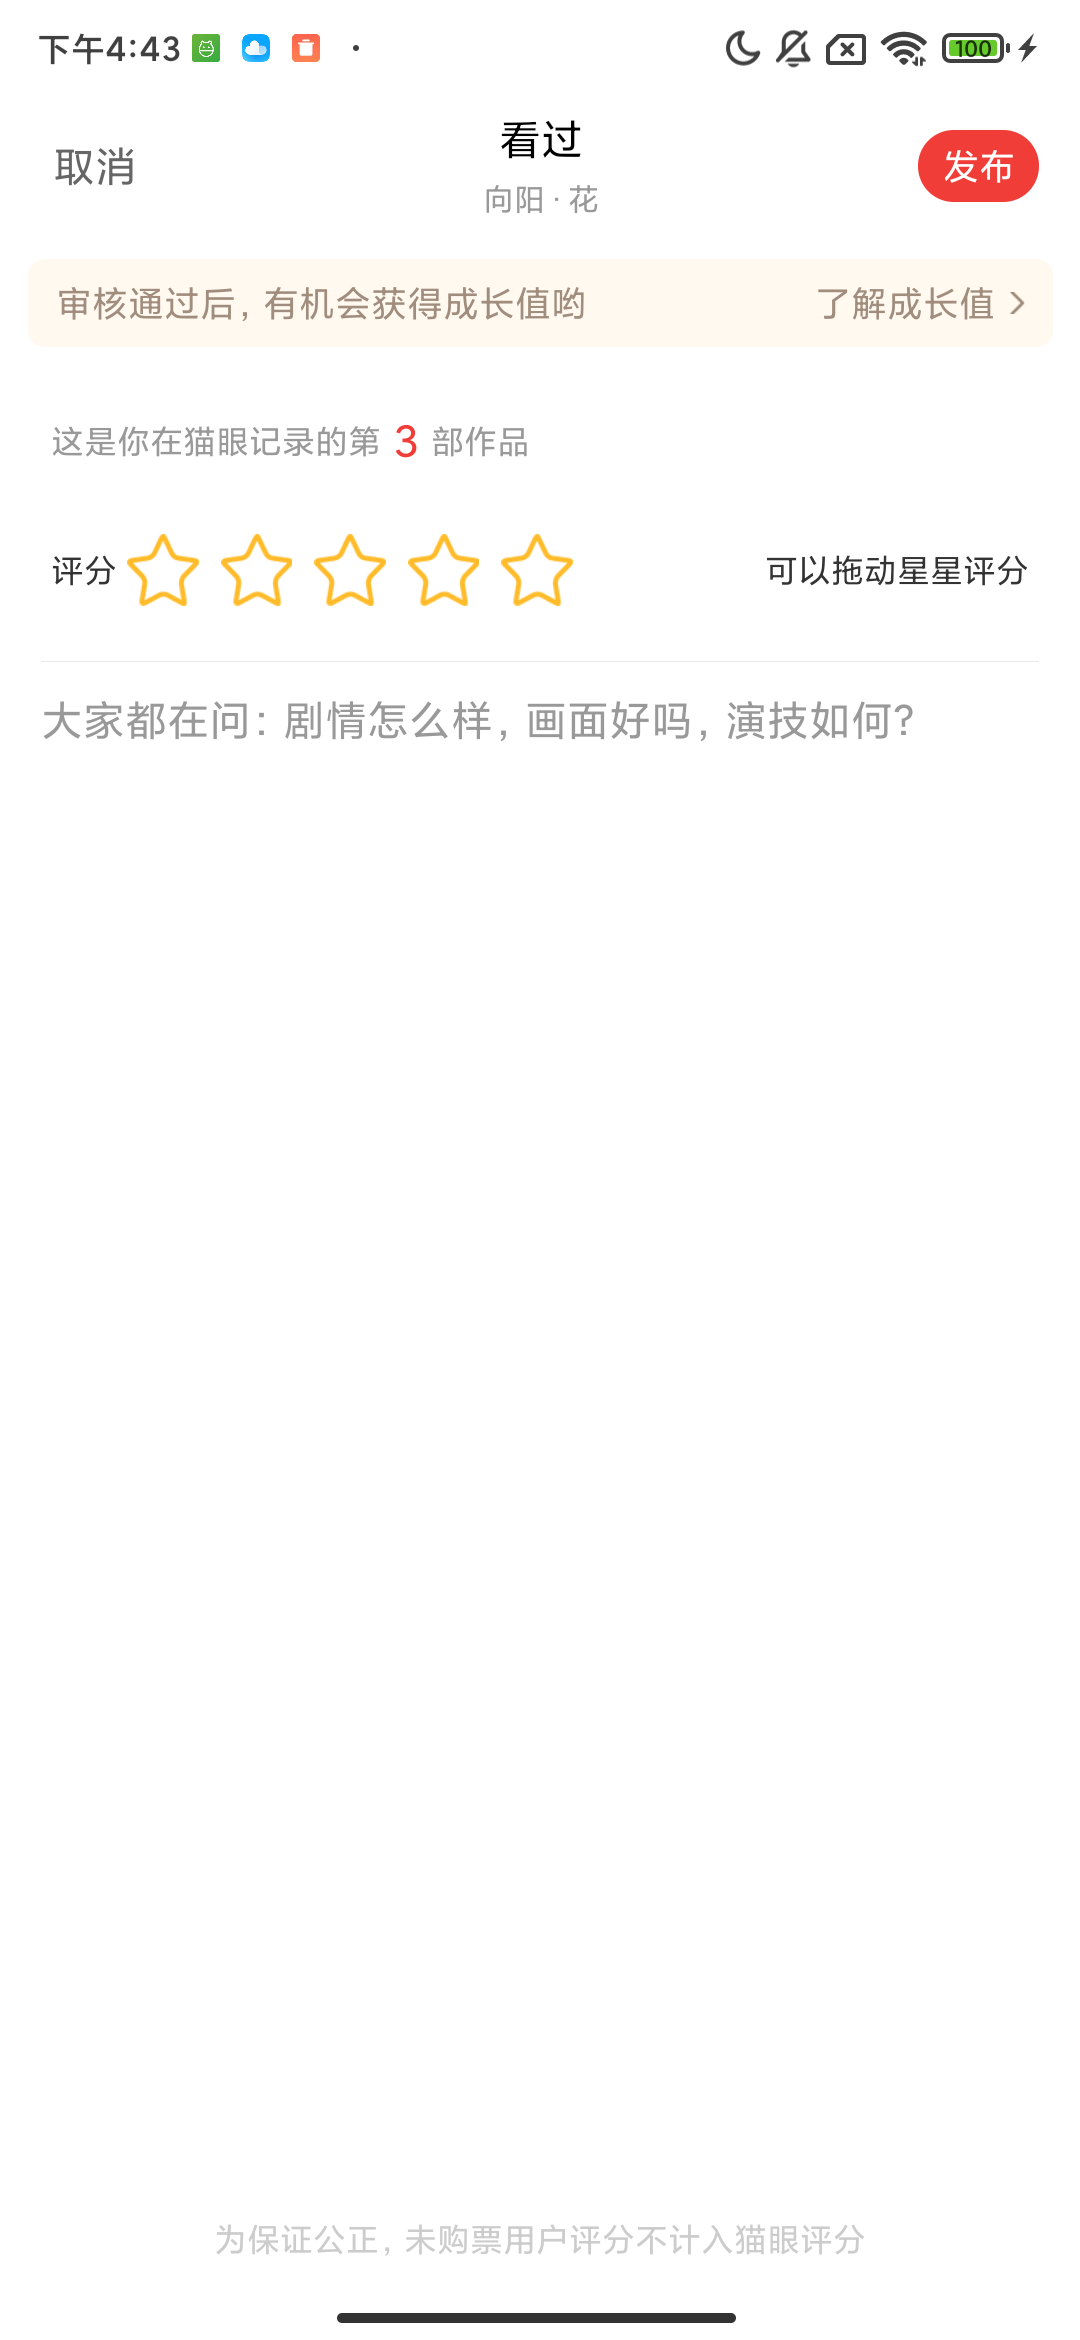 下午4:43
100
取消
看过
向阳·花
发布
审核通过后，有机会获得成长值哟
了解成长值
这是你在猫眼记录的第 3 部作品
评分
可以拖动星星评分
大家都在问：剧情怎么样，画面好吗，演技如何？
为保证公正，未购票用户评分不计入猫眼评分